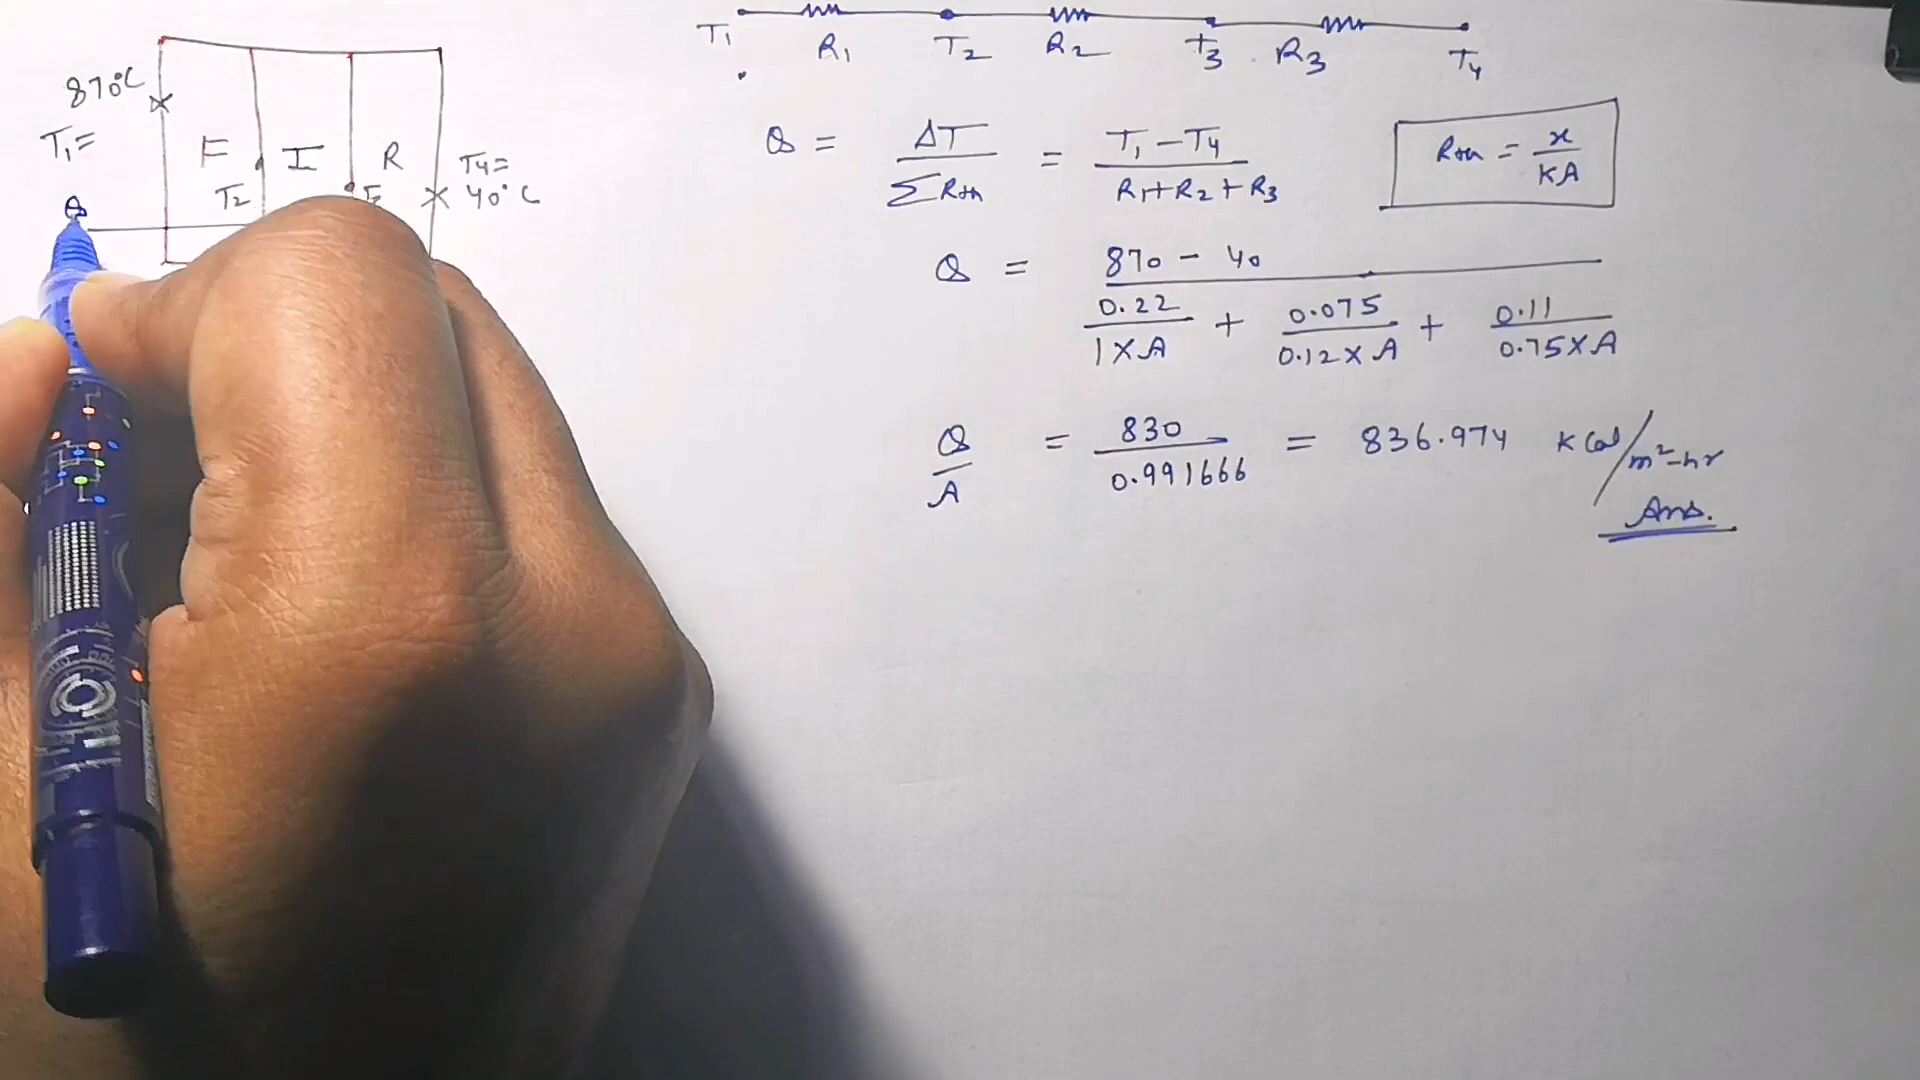 T₁ R₁ T₂ R₂ T₃ R₃ T₄
870°C
T₁=
F I R
T₂
T₄=
40°C
Q
Q = ΔT / ΣRth = T₁ - T₄ / R₁+R₂+R₃
Rth = x / KA
Q = 870 - 40 / 0.22 / 1×A + 0.075 / 0.12×A + 0.11 / 0.75×A
Q / A = 830 / 0.991666 = 836.974 KCal / m²-hr
Ans.